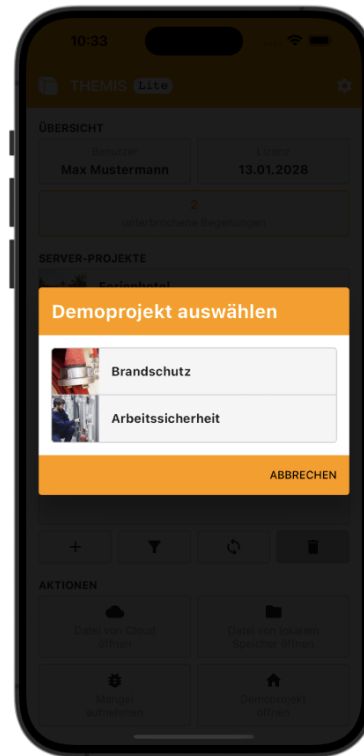 10:33
THEMIS Lite
ÜBERSICHT
Benutzer
Max Mustermann
Lizenz
13.01.2028
2
unterbrochene Begehungen
SERVER-PROJEKTE
Ferienhotel
Demoprojekt auswählen
Brandschutz
Arbeitssicherheit
ABBRECHEN
AKTIONEN
Datei von Cloud
öffnen
Datei von lokalem
Speicher öffnen
Mängel
aufnehmen
Demoprojekt
öffnen